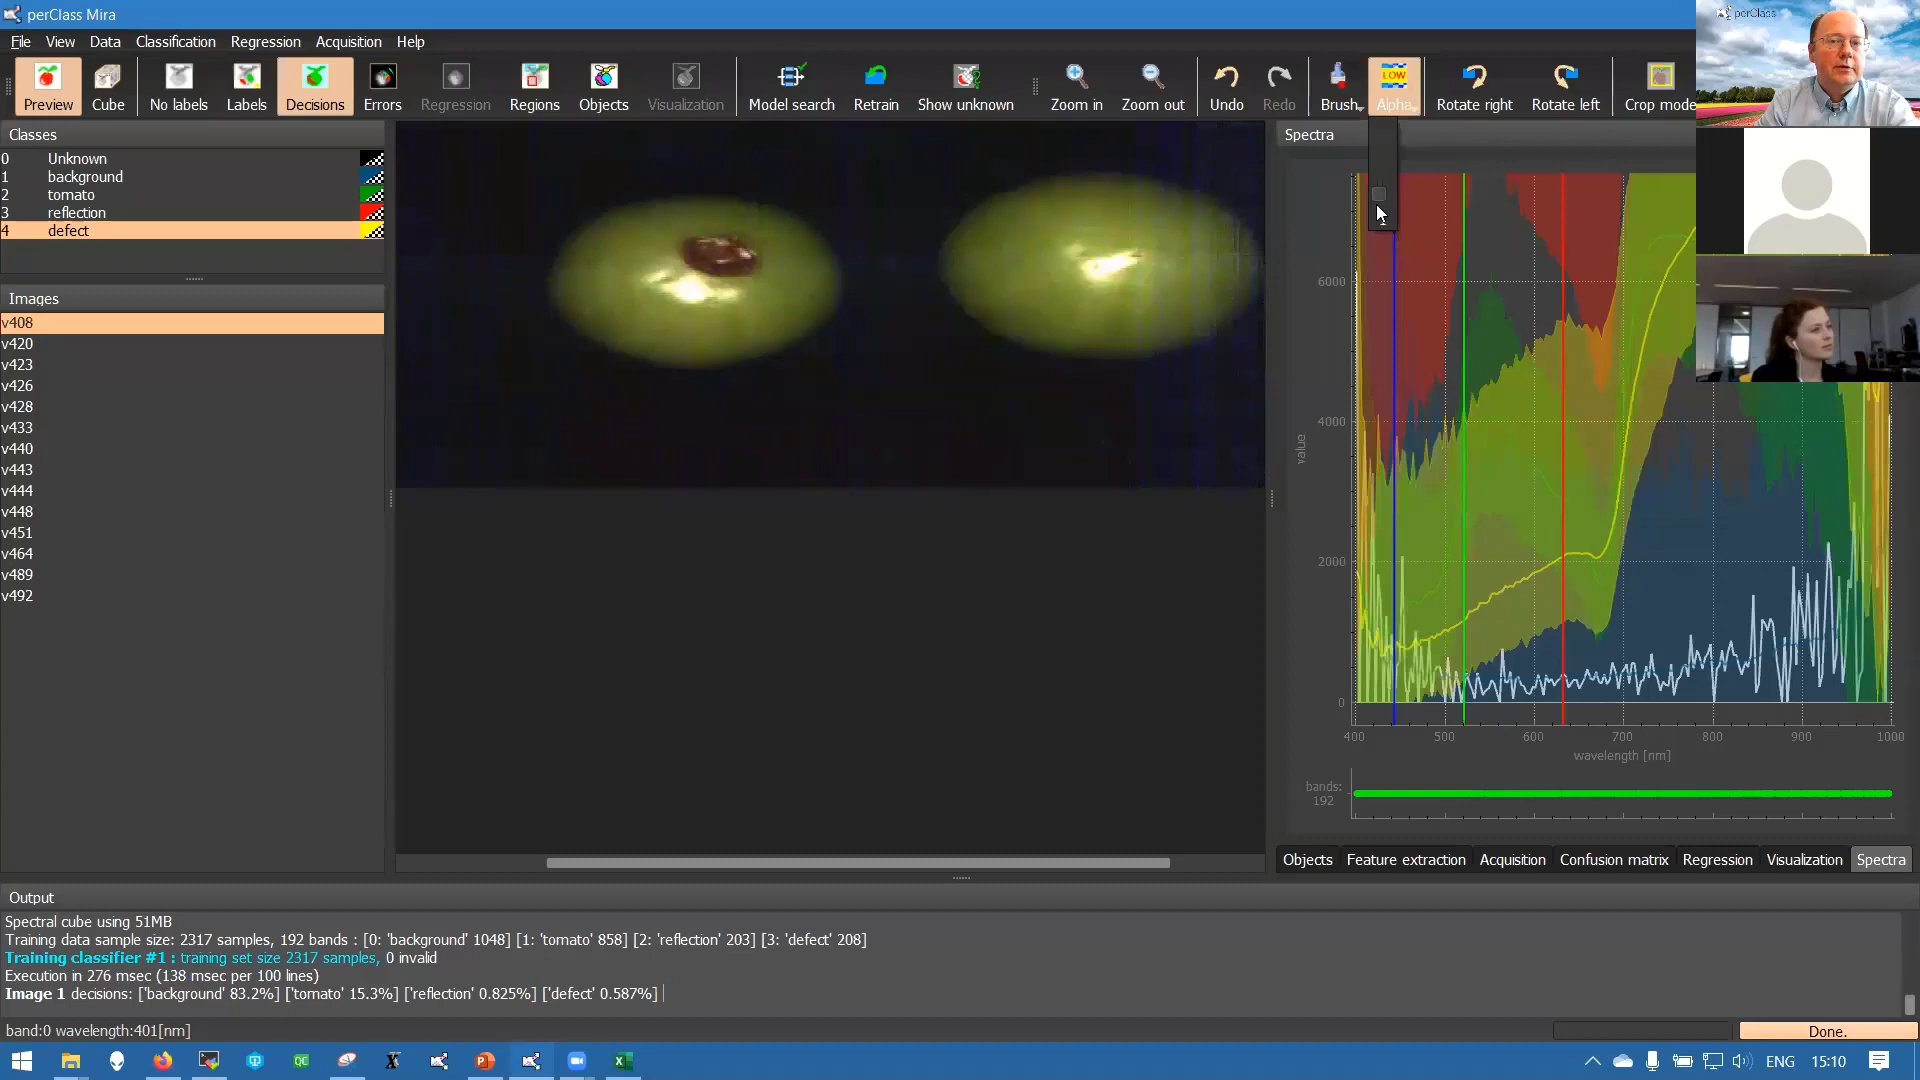 perClass Mira
File View Data Classification Regression Acquisition Help
Preview Cube No labels Labels Decisions Errors Regression Regions Objects Visualization Model search Retrain Show unknown Zoom in Zoom out Undo Redo Brush LOW Alpha Rotate right Rotate left Crop mode
perClass
Classes
0 Unknown
1 background
2 tomato
3 reflection
4 defect
Images
v408
v420
v423
v426
v428
v433
v440
v443
v444
v448
v451
v464
v489
v492
Spectra
6000
4000
2000
0
value
400 500 600 700 800 900 1000
wavelength [nm]
bands:
192
Objects Feature extraction Acquisition Confusion matrix Regression Visualization Spectra
Output
Spectral cube using 51MB
Training data sample size: 2317 samples, 192 bands : [0: 'background' 1048] [1: 'tomato' 858] [2: 'reflection' 203] [3: 'defect' 208]
Training classifier #1 : training set size 2317 samples, 0 invalid
Execution in 276 msec (138 msec per 100 lines)
Image 1 decisions: ['background' 83.2%] ['tomato' 15.3%] ['reflection' 0.825%] ['defect' 0.587%]
band:0 wavelength:401[nm]
Done.
QC
ENG 15:10